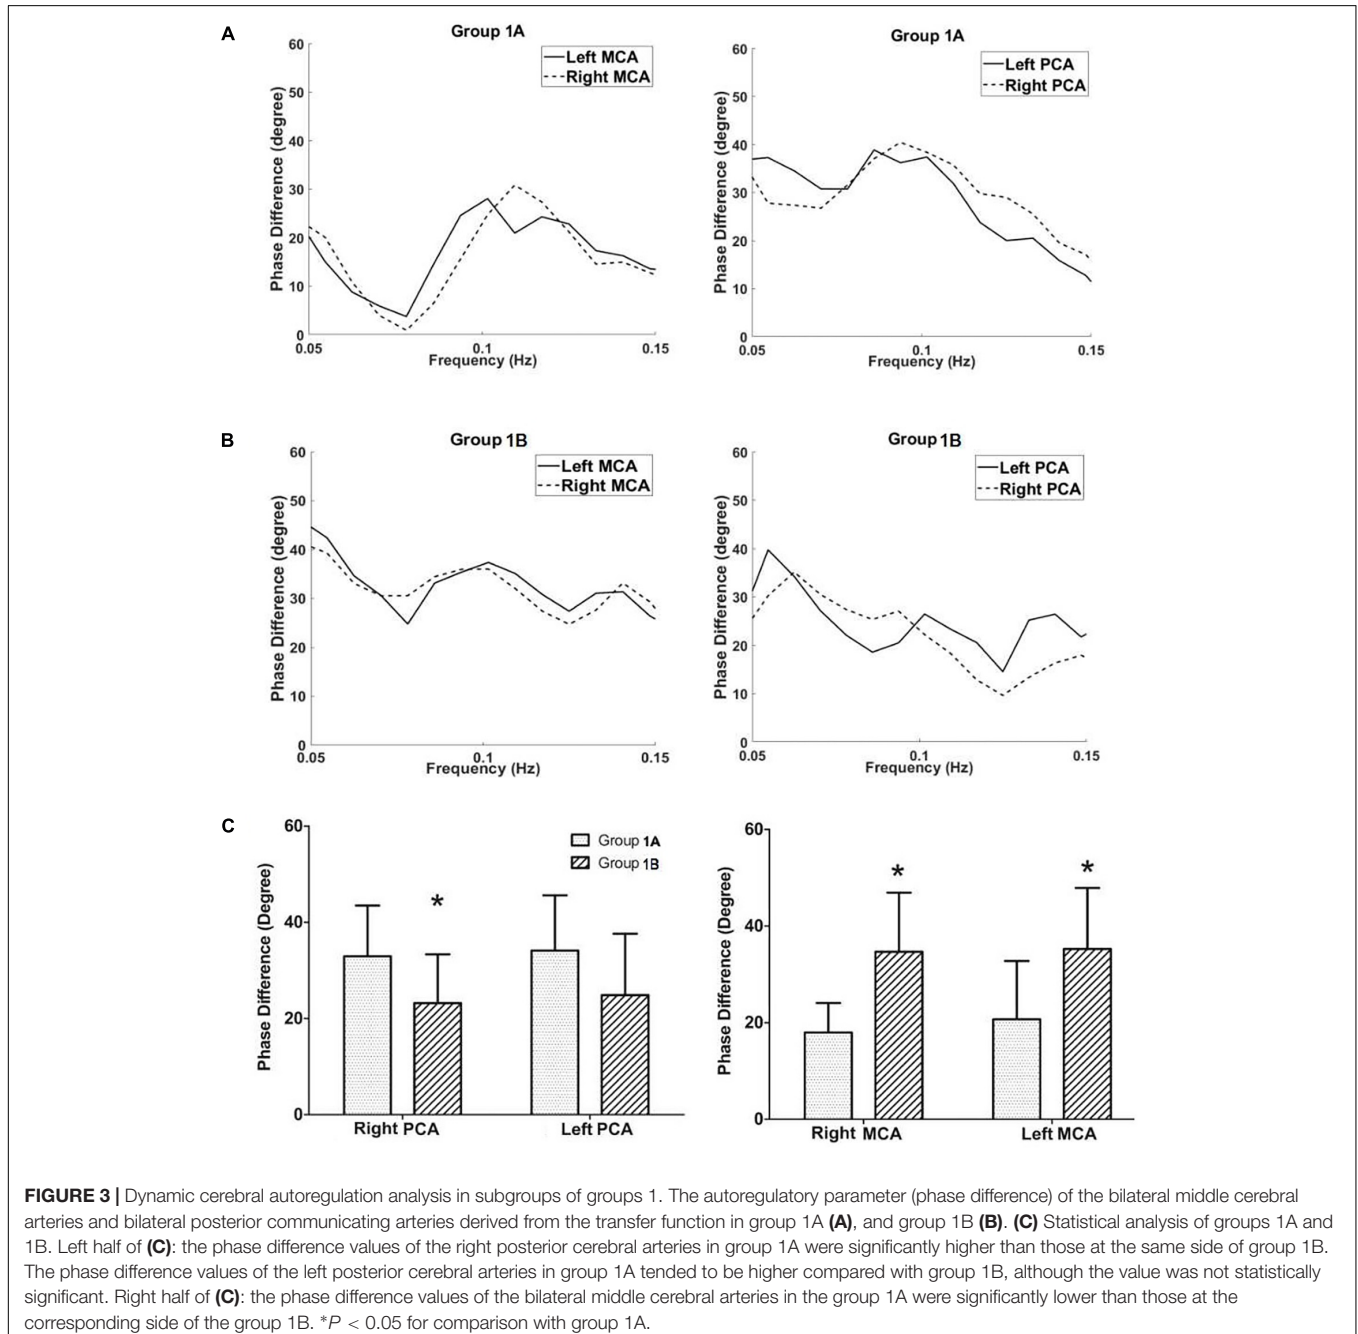 A
Group 1A
Left MCA
Right MCA
Phase Difference (degree)
60
50
40
30
20
10
0
0.05
0.1
0.15
Frequency (Hz)
Group 1A
Left PCA
Right PCA
Phase Difference (degree)
60
50
40
30
20
10
0
0.05
0.1
0.15
Frequency (Hz)
B
Group 1B
Left MCA
Right MCA
Phase Difference (degree)
60
50
40
30
20
10
0
0.05
0.1
0.15
Frequency (Hz)
Group 1B
Left PCA
Right PCA
Phase Difference (degree)
60
50
40
30
20
10
0
0.05
0.1
0.15
Frequency (Hz)
C
Phase Difference (Degree)
60
40
20
0
Group 1A
Group 1B
*
Right PCA
Left PCA
Phase Difference (Degree)
60
40
20
0
*
*
Right MCA
Left MCA
FIGURE 3 | Dynamic cerebral autoregulation analysis in subgroups of groups 1. The autoregulatory parameter (phase difference) of the bilateral middle cerebral
arteries and bilateral posterior communicating arteries derived from the transfer function in group 1A (A), and group 1B (B). (C) Statistical analysis of groups 1A and
1B. Left half of (C): the phase difference values of the right posterior cerebral arteries in group 1A were significantly higher than those at the same side of group 1B.
The phase difference values of the left posterior cerebral arteries in group 1A tended to be higher compared with group 1B, although the value was not statistically
significant. Right half of (C): the phase difference values of the bilateral middle cerebral arteries in the group 1A were significantly lower than those at the
corresponding side of the group 1B. *P < 0.05 for comparison with group 1A.